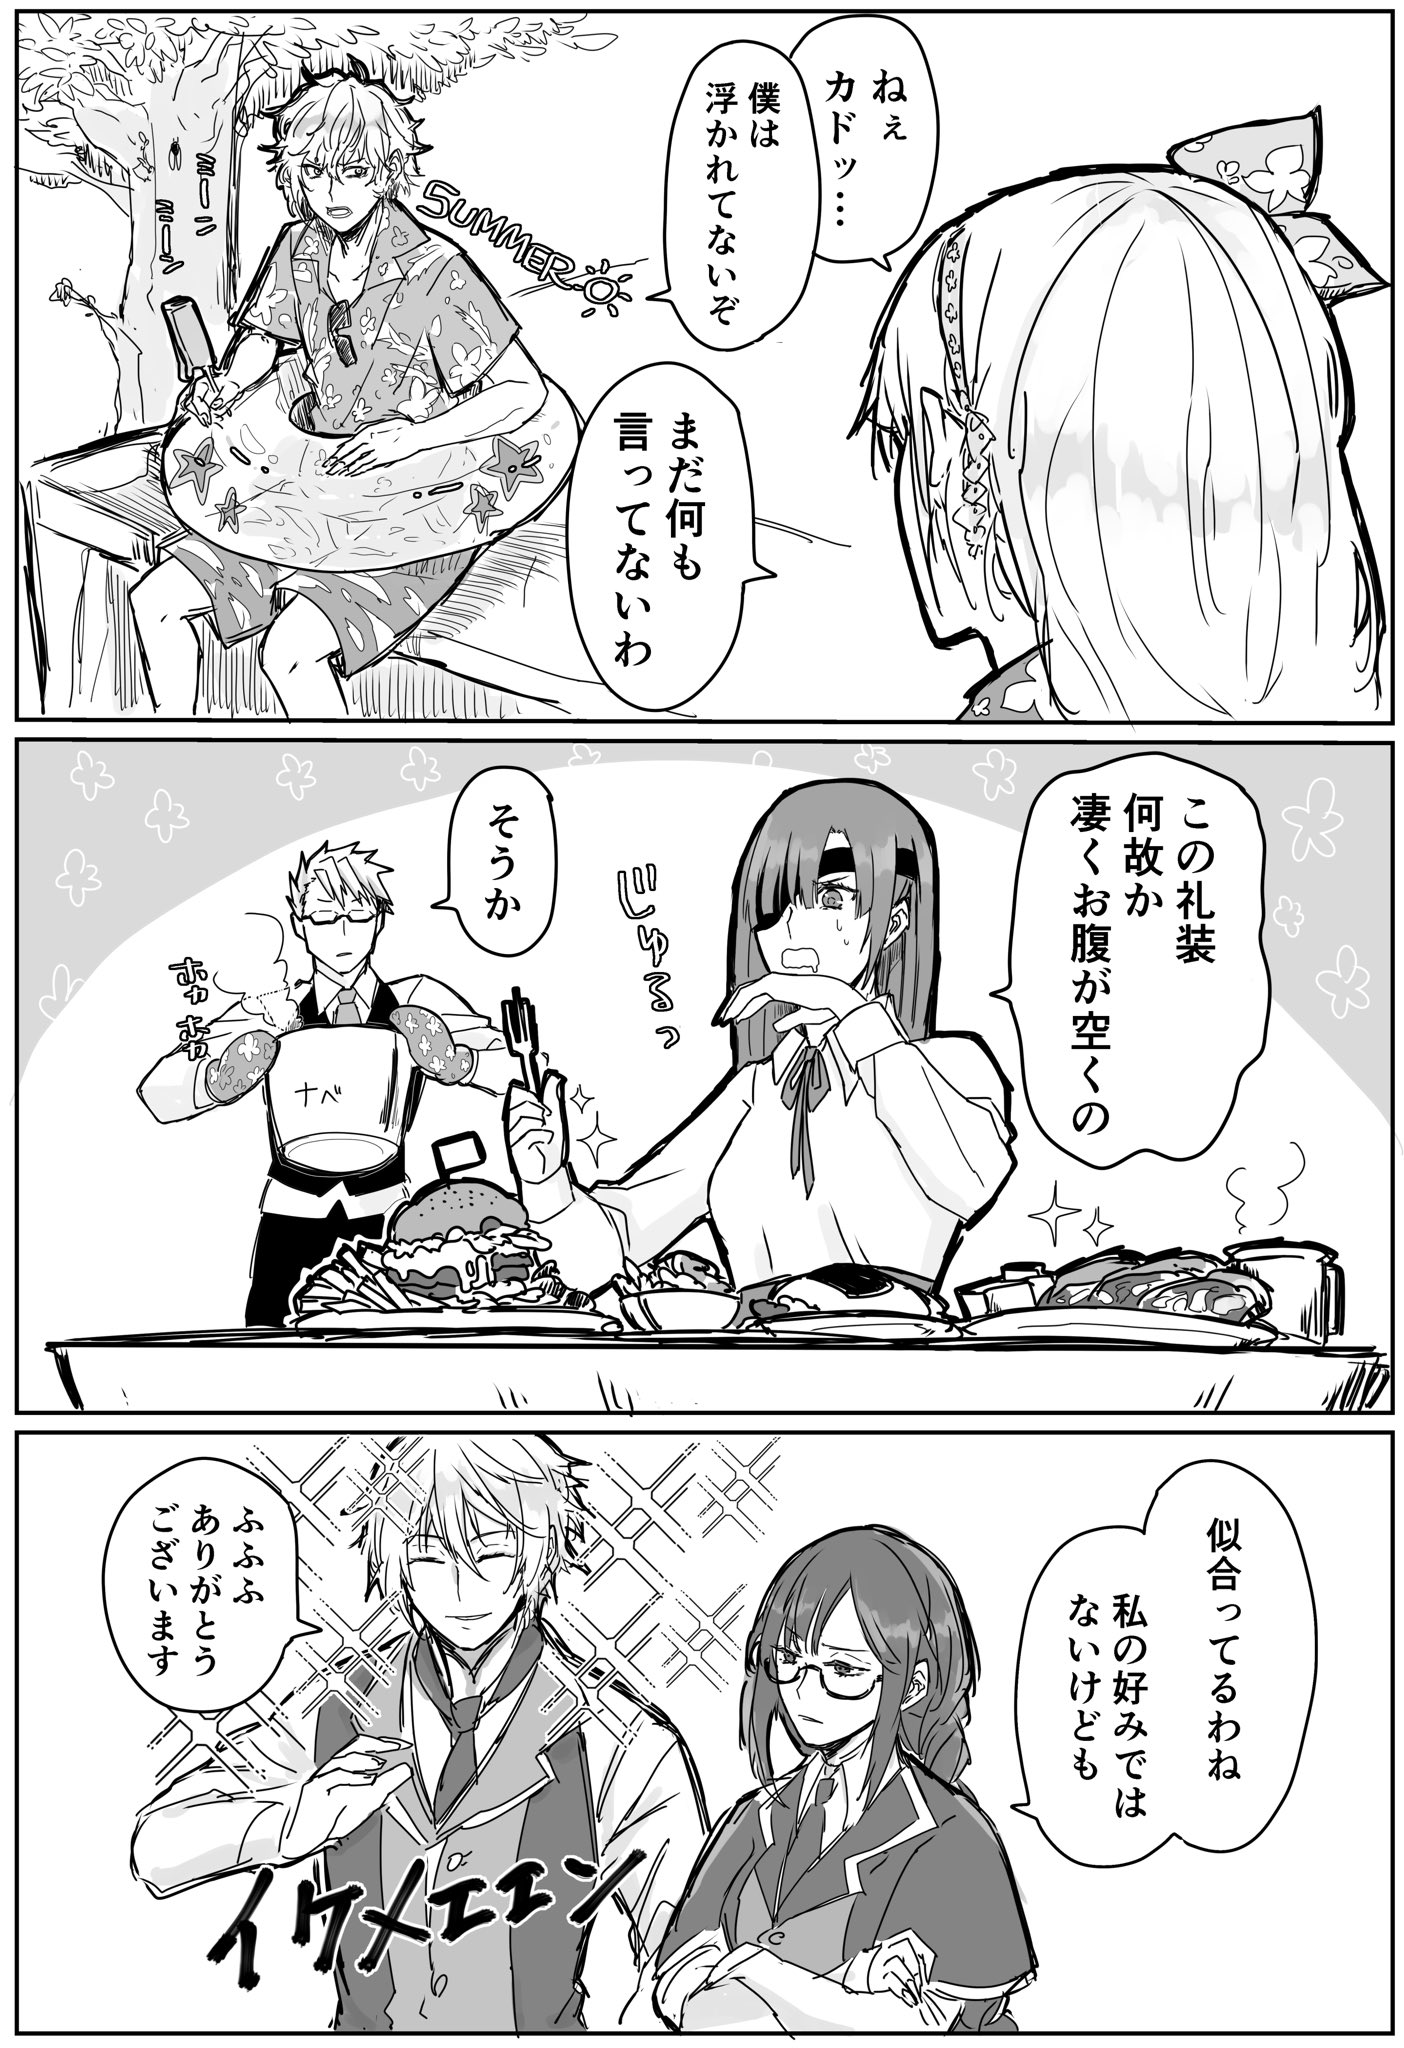 ねぇ
カドッ…
僕は
浮かれてないぞ
まだ何も
言ってないわ
SUMMER
ミーン
ミーン
この礼装
何故か
凄くお腹が空くの
じゅるっ
そうか
ホカ
ホカ
ナベ
似合ってるわね
私の好みでは
ないけども
ふふふ
ありがとう
ございます
イケメェェン